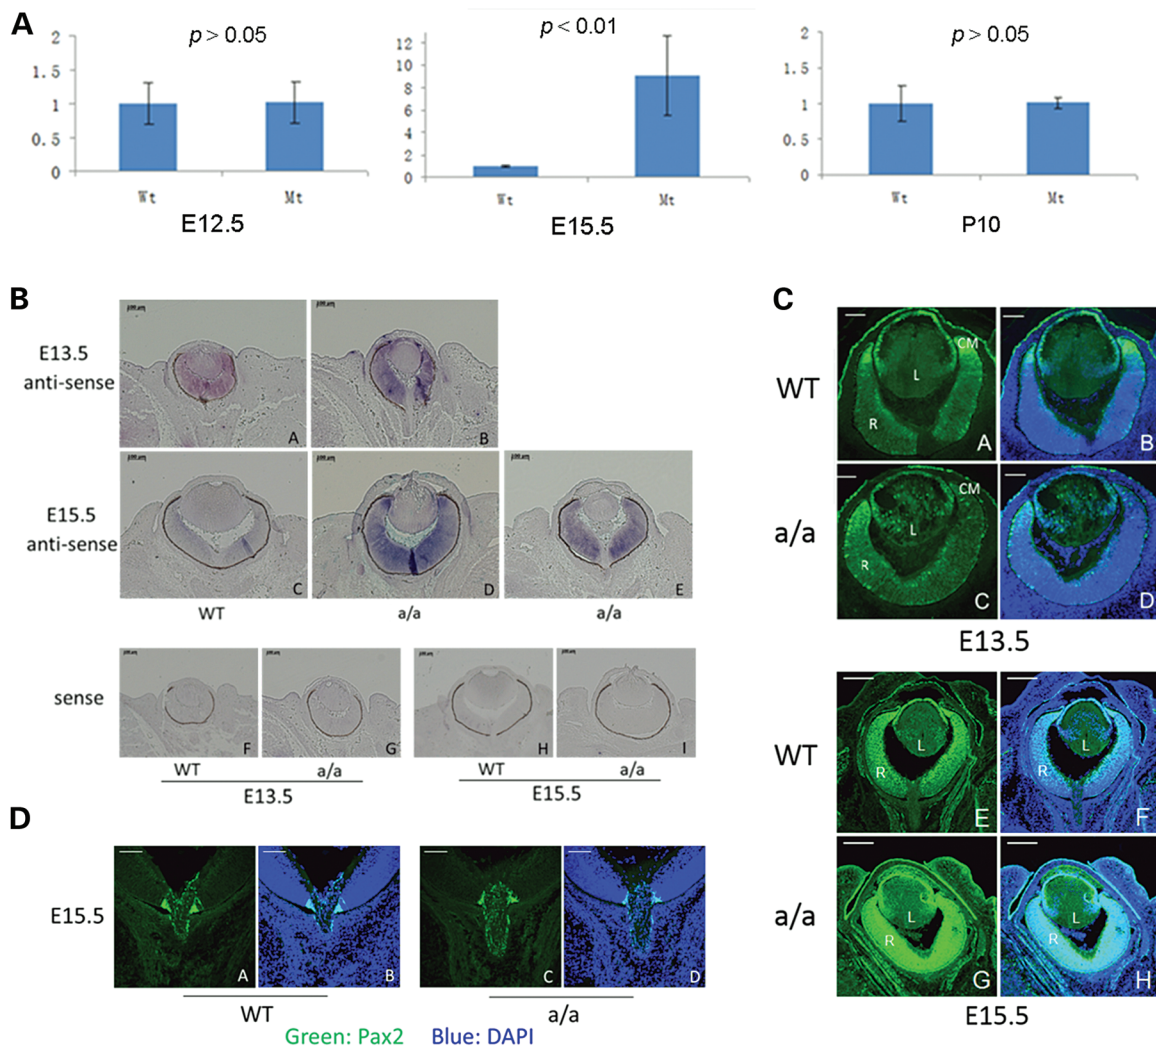 A
p > 0.05
2
1.5
1
0.5
0
Wt
Mt
E12.5
p < 0.01
12
10
8
6
4
2
0
Wt
Mt
E15.5
p > 0.05
2
1.5
1
0.5
0
Wt
Mt
P10
B
E13.5
anti-sense
A
B
E15.5
anti-sense
C
D
E
WT
a/a
a/a
sense
F
G
H
I
WT
a/a
WT
a/a
E13.5
E15.5
C
WT
CM
L
R
A
B
a/a
CM
L
R
C
D
E13.5
WT
L
R
E
L
R
F
a/a
L
R
G
L
R
H
E15.5
D
E15.5
A
B
C
D
WT
a/a
Green: Pax2 Blue: DAPI